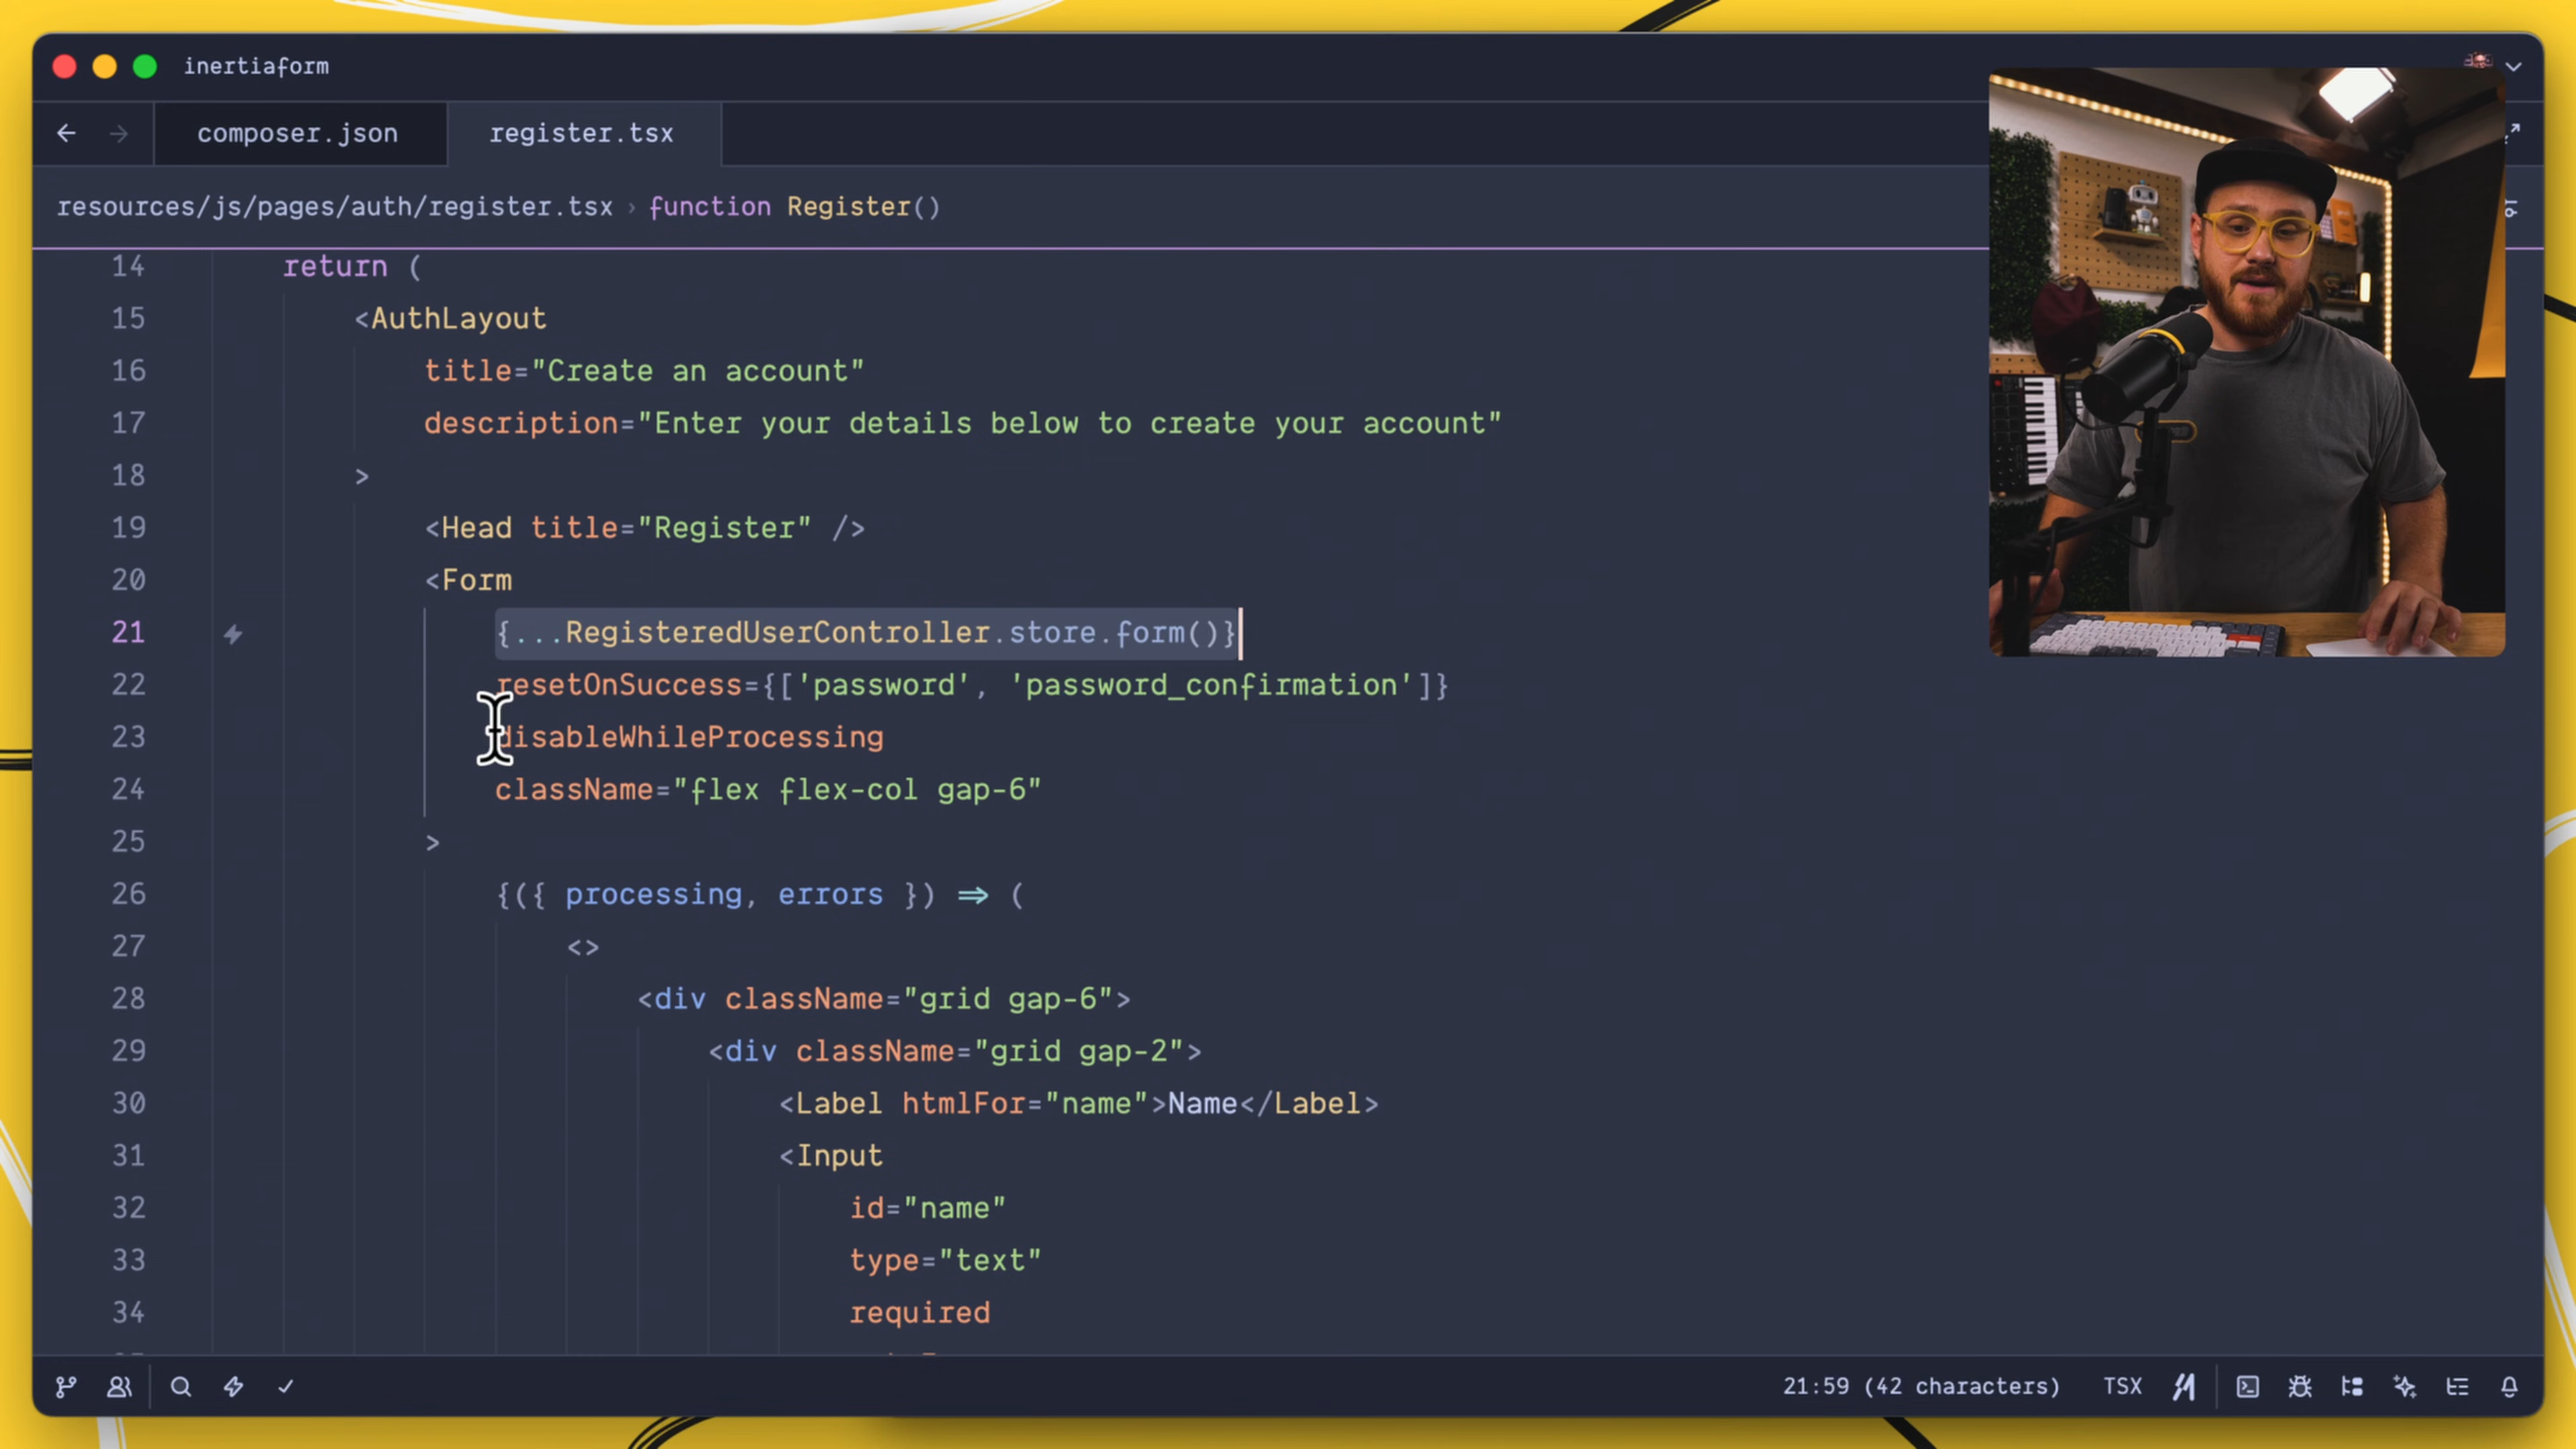 inertiaform
composer.json
register.tsx
resources/js/pages/auth/register.tsx › function Register()
14 return (
15 <AuthLayout
16 title="Create an account"
17 description="Enter your details below to create your account"
18 >
19 <Head title="Register" />
20 <Form
21 {...RegisteredUserController.store.form()}
22 resetOnSuccess={['password', 'password_confirmation']}
23 disableWhileProcessing
24 className="flex flex-col gap-6"
25 >
26 {({ processing, errors }) => (
27 <>
28 <div className="grid gap-6">
29 <div className="grid gap-2">
30 <Label htmlFor="name">Name</Label>
31 <Input
32 id="name"
33 type="text"
34 required
21:59 (42 characters) TSX